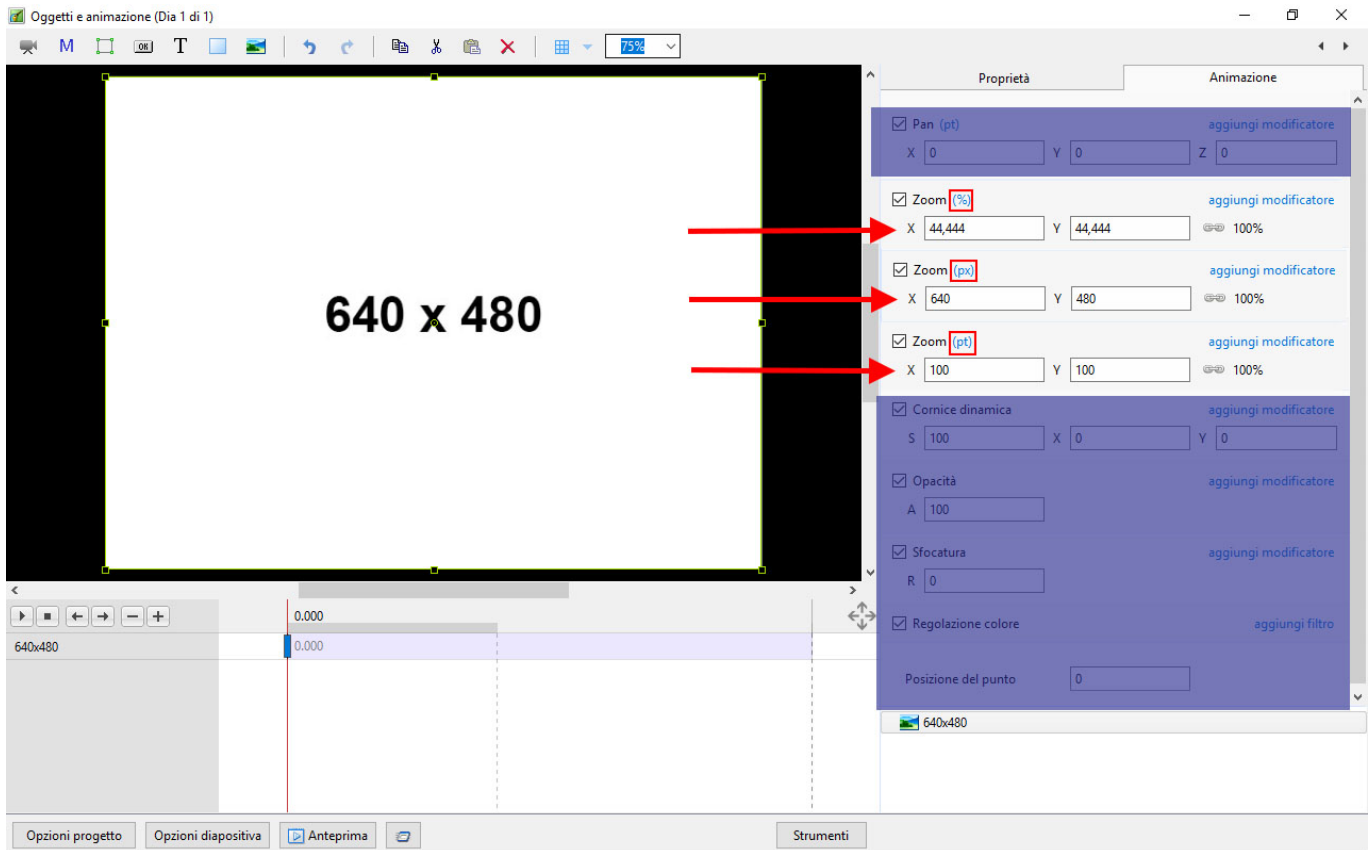 Oggetti e animazione (Dia 1 di 1)
M OK T 75%
Proprietà Animazione
Pan (pt) aggiungi modificatore
X 0 Y 0 Z 0
Zoom (%) aggiungi modificatore
X 44,444 Y 44,444 100%
Zoom (px) aggiungi modificatore
X 640 Y 480 100%
640 x 480
Zoom (pt) aggiungi modificatore
X 100 Y 100 100%
Cornice dinamica aggiungi modificatore
S 100 X 0 Y 0
Opacità aggiungi modificatore
A 100
Sfocatura aggiungi modificatore
R 0
0.000
Regolazione colore aggiungi filtro
640x480 0.000
Posizione del punto 0
640x480
Opzioni progetto Opzioni diapositiva Anteprima Strumenti